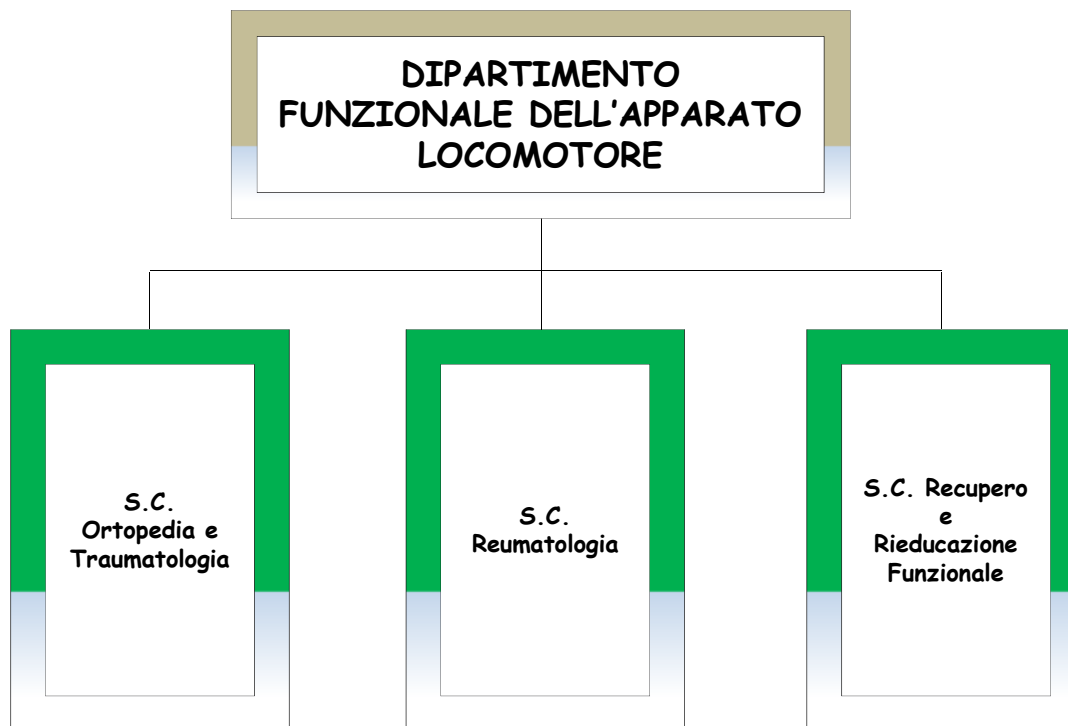 DIPARTIMENTO
FUNZIONALE DELL’APPARATO
LOCOMOTORE
S.C.
Ortopedia e
Traumatologia
S.C.
Reumatologia
S.C. Recupero
e
Rieducazione
Funzionale